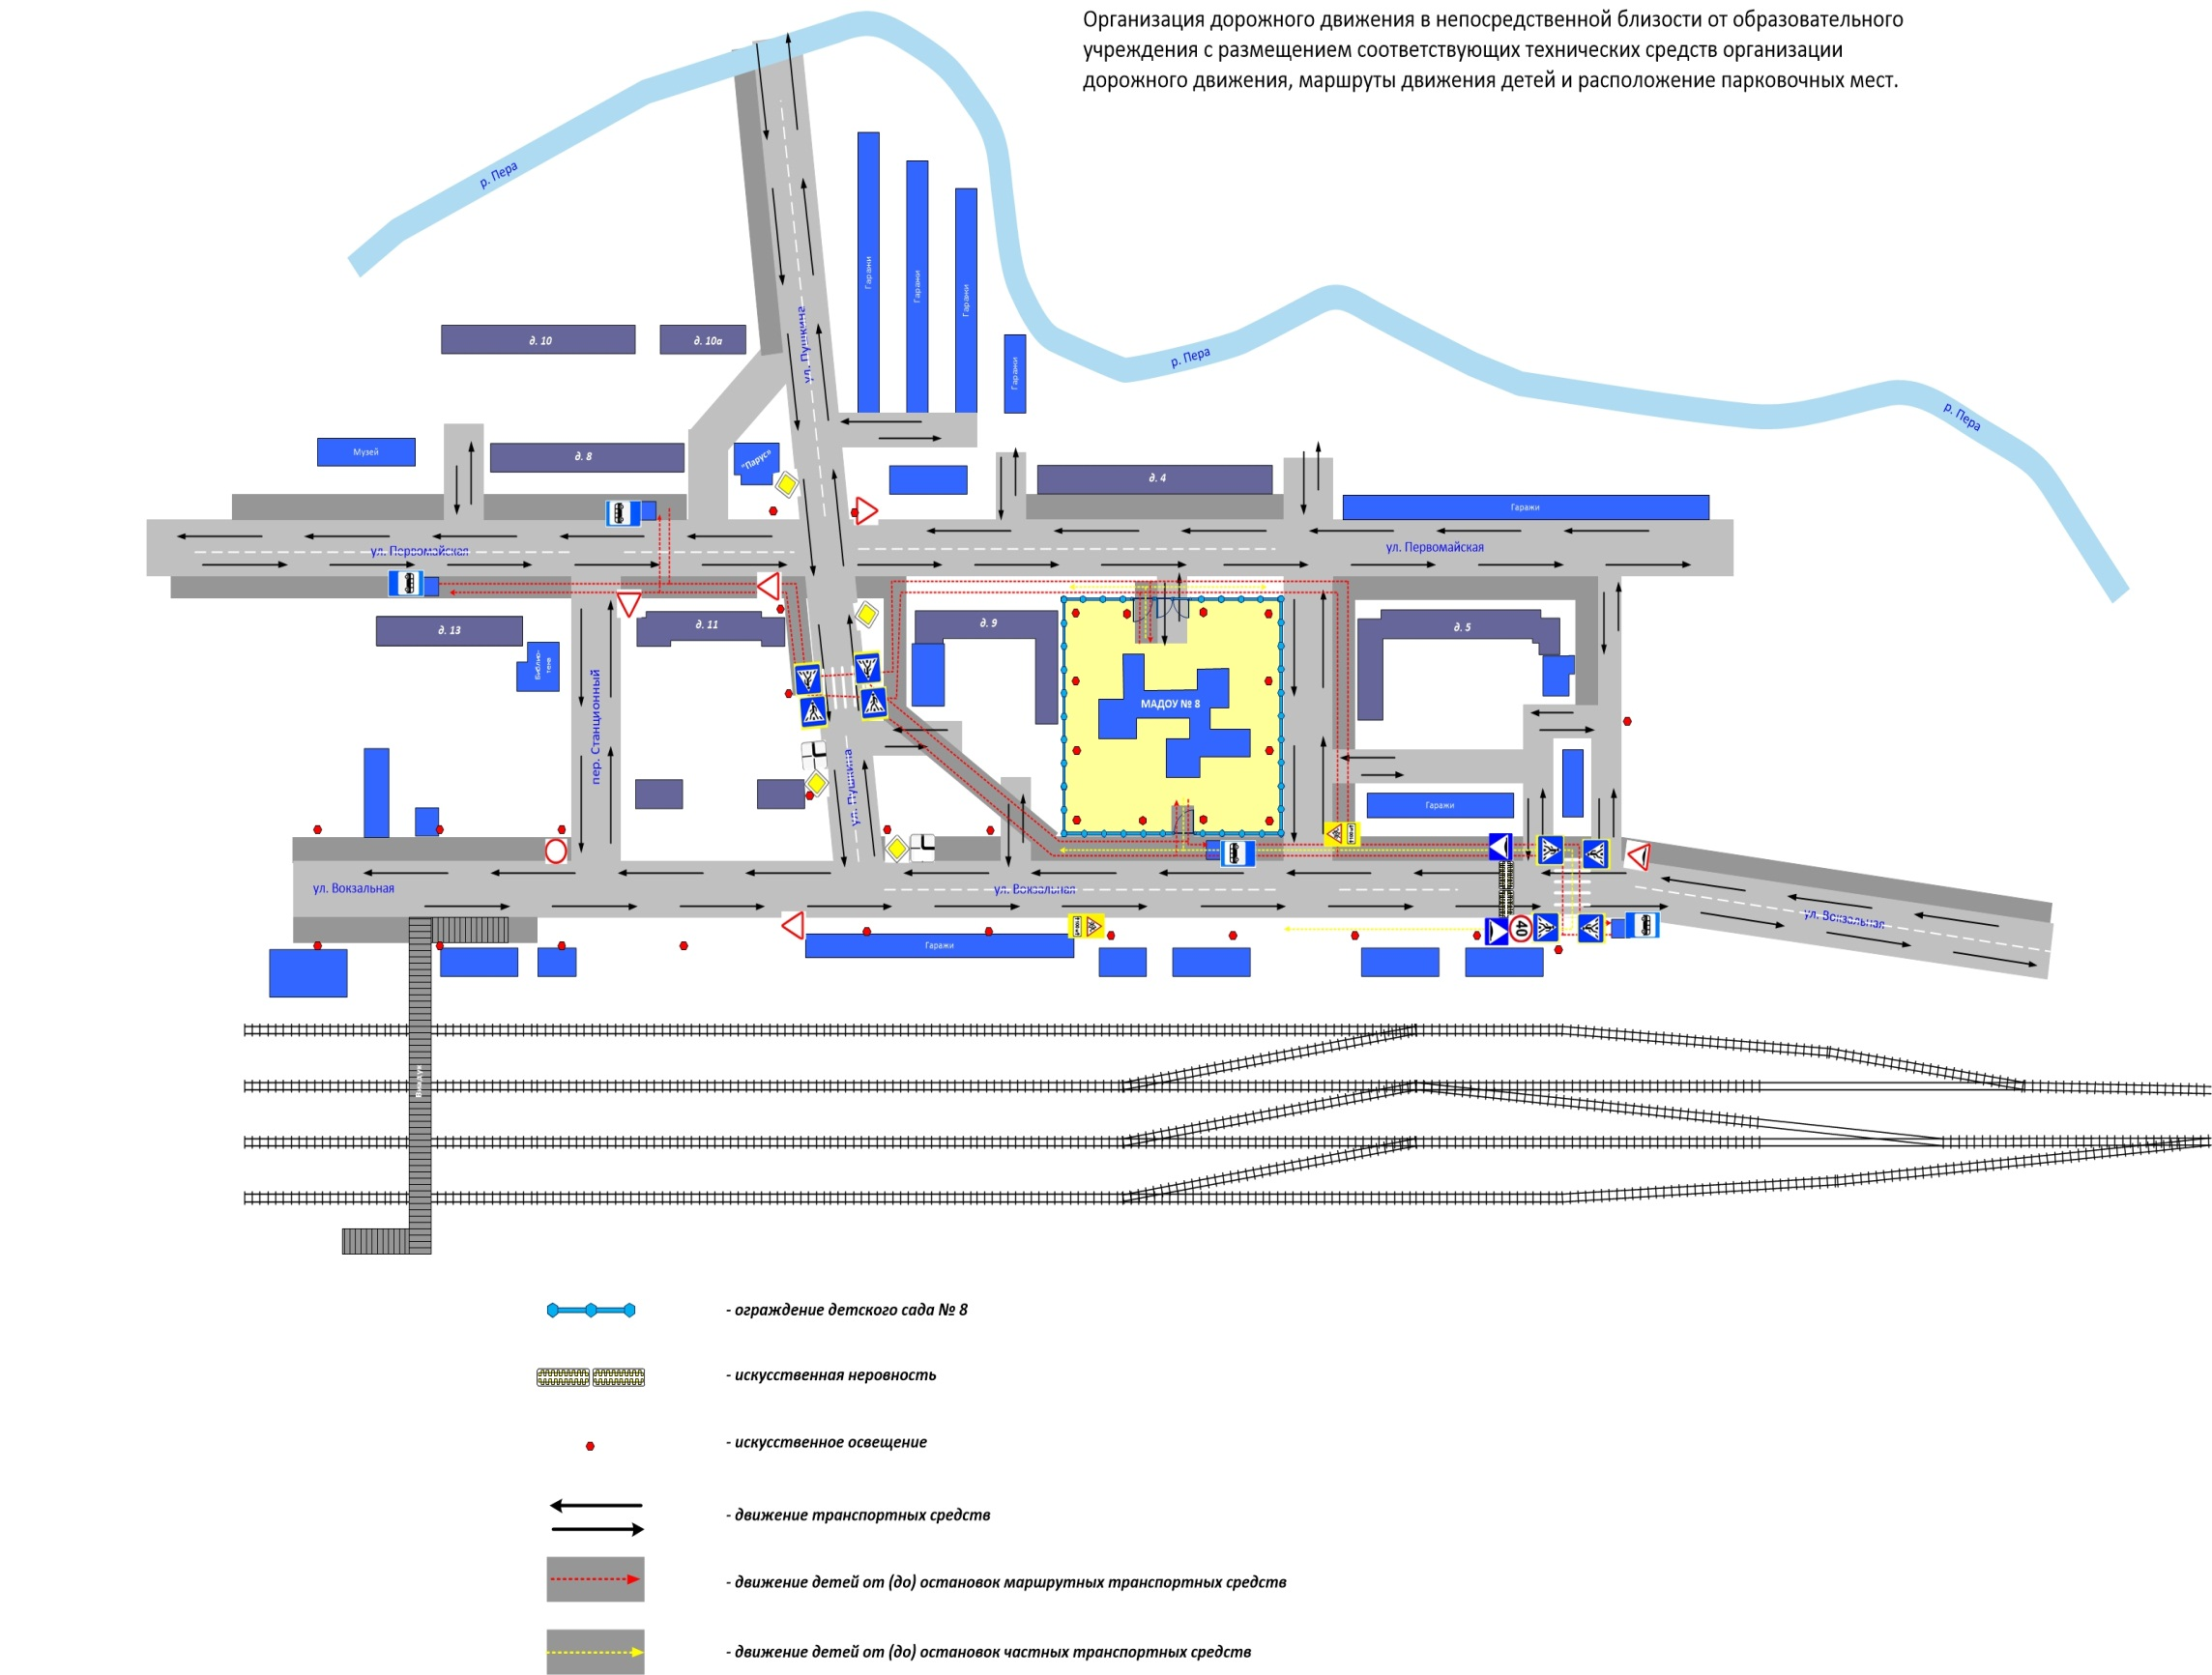 Организация дорожного движения в непосредственной близости от образовательного
учреждения с размещением соответствующих технических средств организации
дорожного движения, маршруты движения детей и расположение парковочных мест.
р. Пера
Гаражи
Гаражи
Гаражи
Гаражи
ул. Пушкина
р. Пера
р. Пера
д. 10
д. 10а
Музей
д. 8
"Парус»
д. 4
Гаражи
ул. Первомайская
ул. Первомайская
д. 13
д. 11
д. 9
д. 5
Библио-
тека
МАДОУ № 8
пер. Станционный
ул. Пушкина
Гаражи
ул. Вокзальная
ул. Вокзальная
ул. Вокзальная
40
Гаражи
- ограждение детского сада № 8
- искусственная неровность
- искусственное освещение
- движение транспортных средств
- движение детей от (до) остановок маршрутных транспортных средств
- движение детей от (до) остановок частных транспортных средств